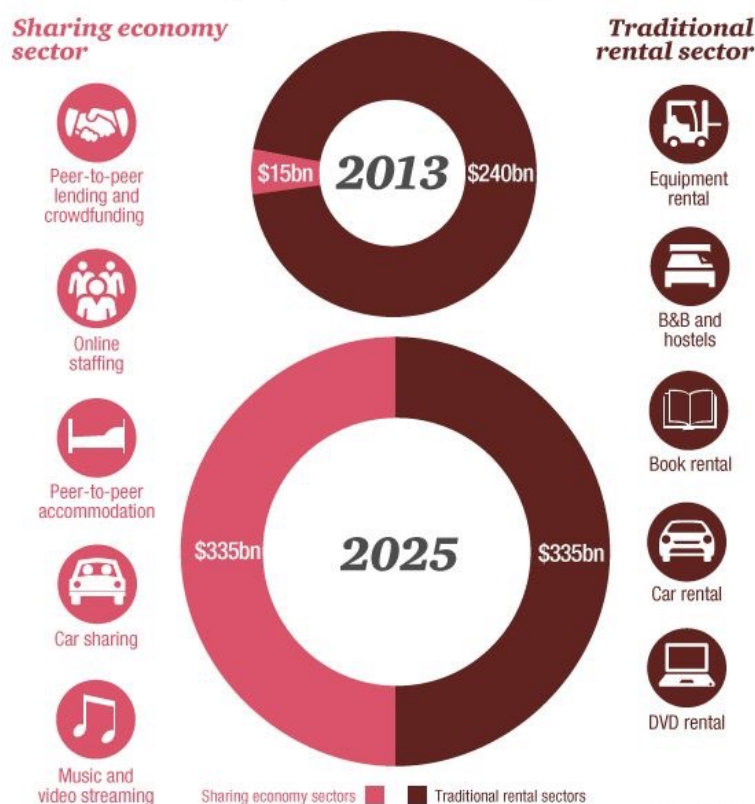 Sharing economy
sector
Traditional
rental sector
Peer-to-peer
lending and
crowdfunding
Online
staffing
Peer-to-peer
accommodation
Car sharing
Music and
video streaming
$15bn
2013
$240bn
$335bn
2025
$335bn
Equipment
rental
B&B and
hostels
Book rental
Car rental
DVD rental
Sharing economy sectors
Traditional rental sectors